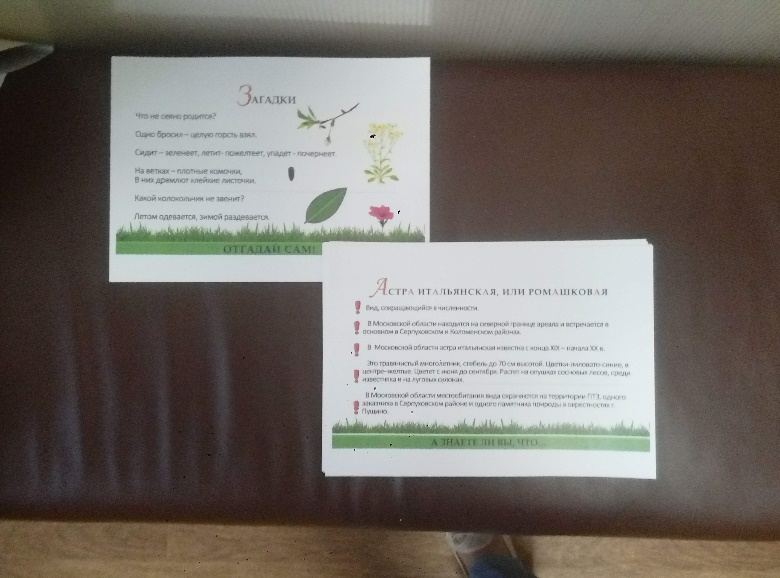 ЗАГАДКИ
Что не сеяно родится?
Одно бросил – целую горсть взял.
Сидит – зеленеет, летит- пожелтеет, упадёт - почернеет.
На ветках – плотные комочки,
В них дремлют клейкие листочки.
Какой колокольчик не звенит?
Летом одевается, зимой раздевается.
ОТГАДАЙ САМ!
АСТРА ИТАЛЬЯНСКАЯ, ИЛИ РОМАШКОВАЯ
Вид, сокращающийся в численности.
В Московской области находится на северной границе ареала и встречается в
основном в Серпуховском и Коломенском районах.
В Московской области астра итальянская известна с конца XIX – начала XX в.
Это травянистый многолетник, стебель до 70 см высотой. Цветки лилово-синие, в
центре–желтые. Цветет с июня до сентября. Растет на опушках сосновых лесов, среди
известняка и на луговых склонах.
В Московской области местообитания вида охраняются на территории ПТЗ, одного
заказника в Серпуховском районе и одного памятника природы в окрестностях г.
Пущино.
А ЗНАЕТЕ ЛИ ВЫ, ЧТО...